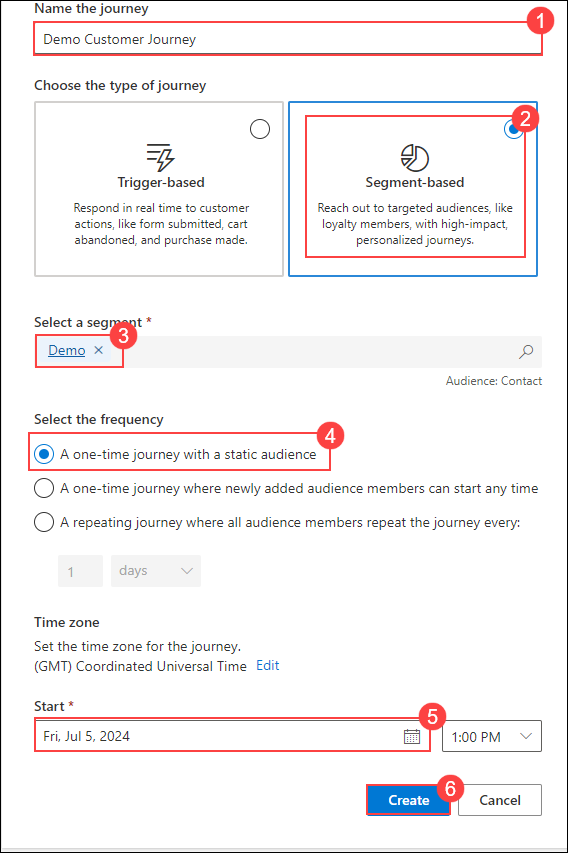 Name the journey
1
Demo Customer Journey
Choose the type of journey
2
Trigger-based
Respond in real time to customer
actions, like form submitted, cart
abandoned, and purchase made.
Segment-based
Reach out to targeted audiences, like
loyalty members, with high-impact,
personalized journeys.
Select a segment *
3
Demo ×
Audience: Contact
Select the frequency
4
A one-time journey with a static audience
A one-time journey where newly added audience members can start any time
A repeating journey where all audience members repeat the journey every:
1 days
Time zone
Set the time zone for the journey.
(GMT) Coordinated Universal Time Edit
Start *
5
Fri, Jul 5, 2024 1:00 PM
6
Create Cancel